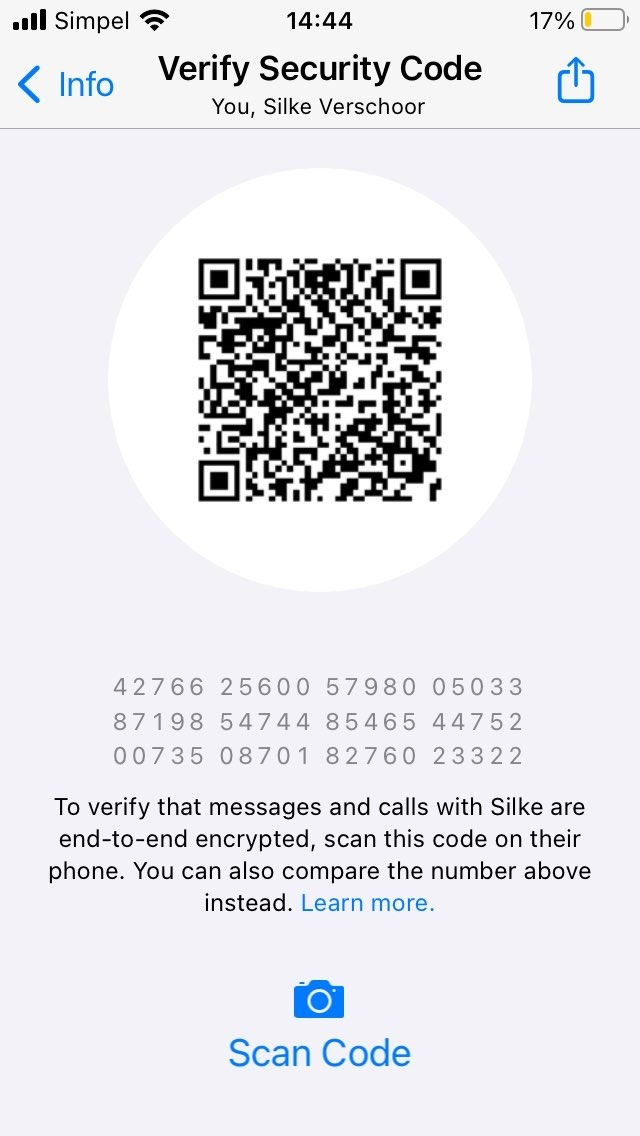 Simpel 14:44 17%
Info
Verify Security Code
You, Silke Verschoor
42766 25600 57980 05033
87198 54744 85465 44752
00735 08701 82760 23322
To verify that messages and calls with Silke are
end-to-end encrypted, scan this code on their
phone. You can also compare the number above
instead. Learn more.
Scan Code